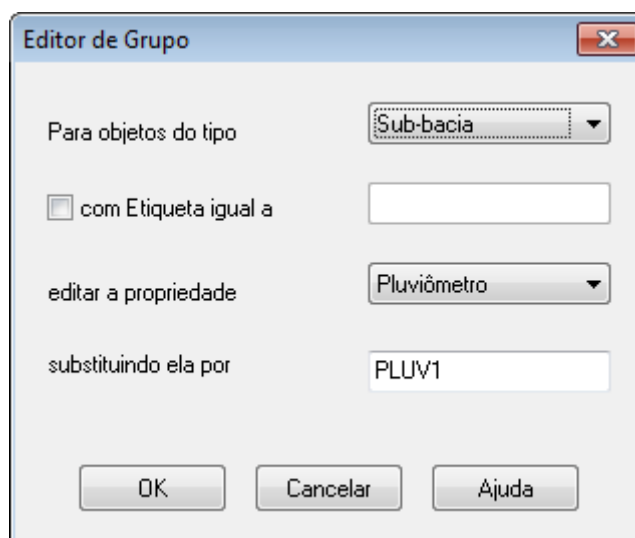 Editor de Grupo
Para objetos do tipo Sub-bacia
com Etiqueta igual a
editar a propriedade Pluviômetro
substituindo ela por PLUV1
OK Cancelar Ajuda